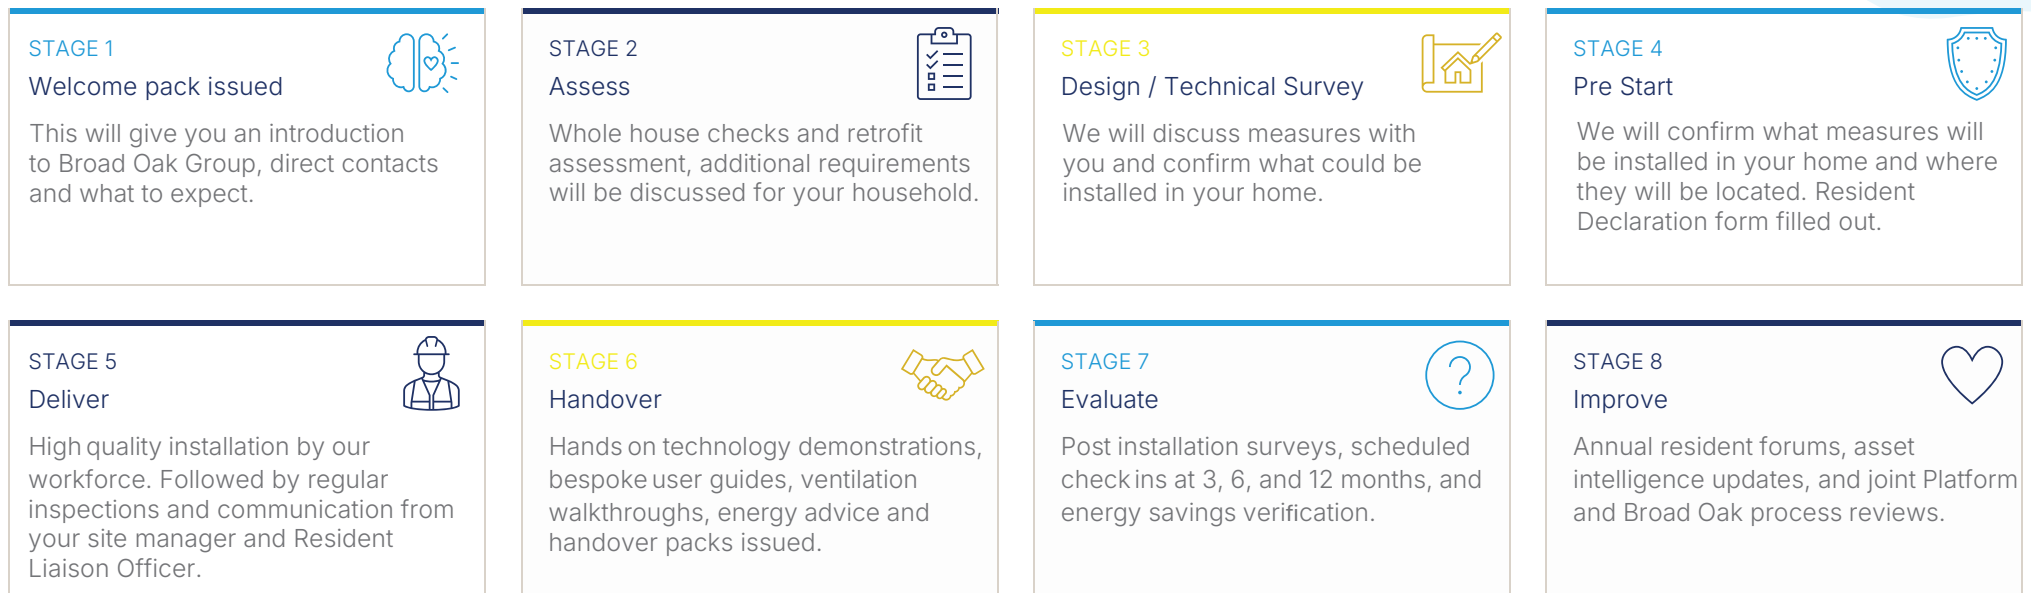 STAGE 1
Welcome pack issued
This will give you an introduction
to Broad Oak Group, direct contacts
and what to expect.
STAGE 2
Assess
Whole house checks and retrofit
assessment, additional requirements
will be discussed for your household.
STAGE 3
Design / Technical Survey
We will discuss measures with
you and confirm what could be
installed in your home.
STAGE 4
Pre Start
We will confirm what measures will
be installed in your home and where
they will be located. Resident
Declaration form filled out.
STAGE 5
Deliver
High quality installation by our
workforce. Followed by regular
inspections and communication from
your site manager and Resident
Liaison Officer.
STAGE 6
Handover
Hands on technology demonstrations,
bespoke user guides, ventilation
walkthroughs, energy advice and
handover packs issued.
STAGE 7
Evaluate
Post installation surveys, scheduled
check ins at 3, 6, and 12 months, and
energy savings verification.
STAGE 8
Improve
Annual resident forums, asset
intelligence updates, and joint Platform
and Broad Oak process reviews.